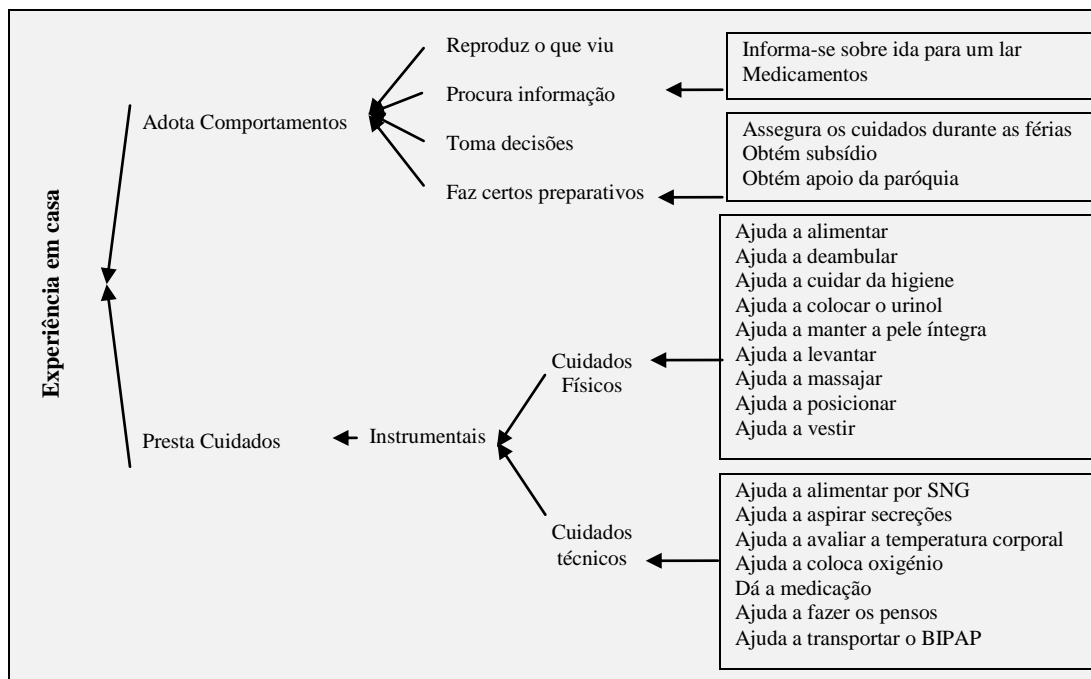 Experiência em casa
Adota Comportamentos
Reproduz o que viu
Procura informação
Toma decisões
Faz certos preparativos
Informa-se sobre ida para um lar
Medicamentos
Assegura os cuidados durante as férias
Obtém subsídio
Obtém apoio da paróquia
Presta Cuidados
Instrumentais
Cuidados
Físicos
Ajuda a alimentar
Ajuda a deambular
Ajuda a cuidar da higiene
Ajuda a colocar o urinol
Ajuda a manter a pele íntegra
Ajuda a levantar
Ajuda a massajar
Ajuda a posicionar
Ajuda a vestir
Cuidados
técnicos
Ajuda a alimentar por SNG
Ajuda a aspirar secreções
Ajuda a avaliar a temperatura corporal
Ajuda a coloca oxigénio
Dá a medicação
Ajuda a fazer os pensos
Ajuda a transportar o BIPAP